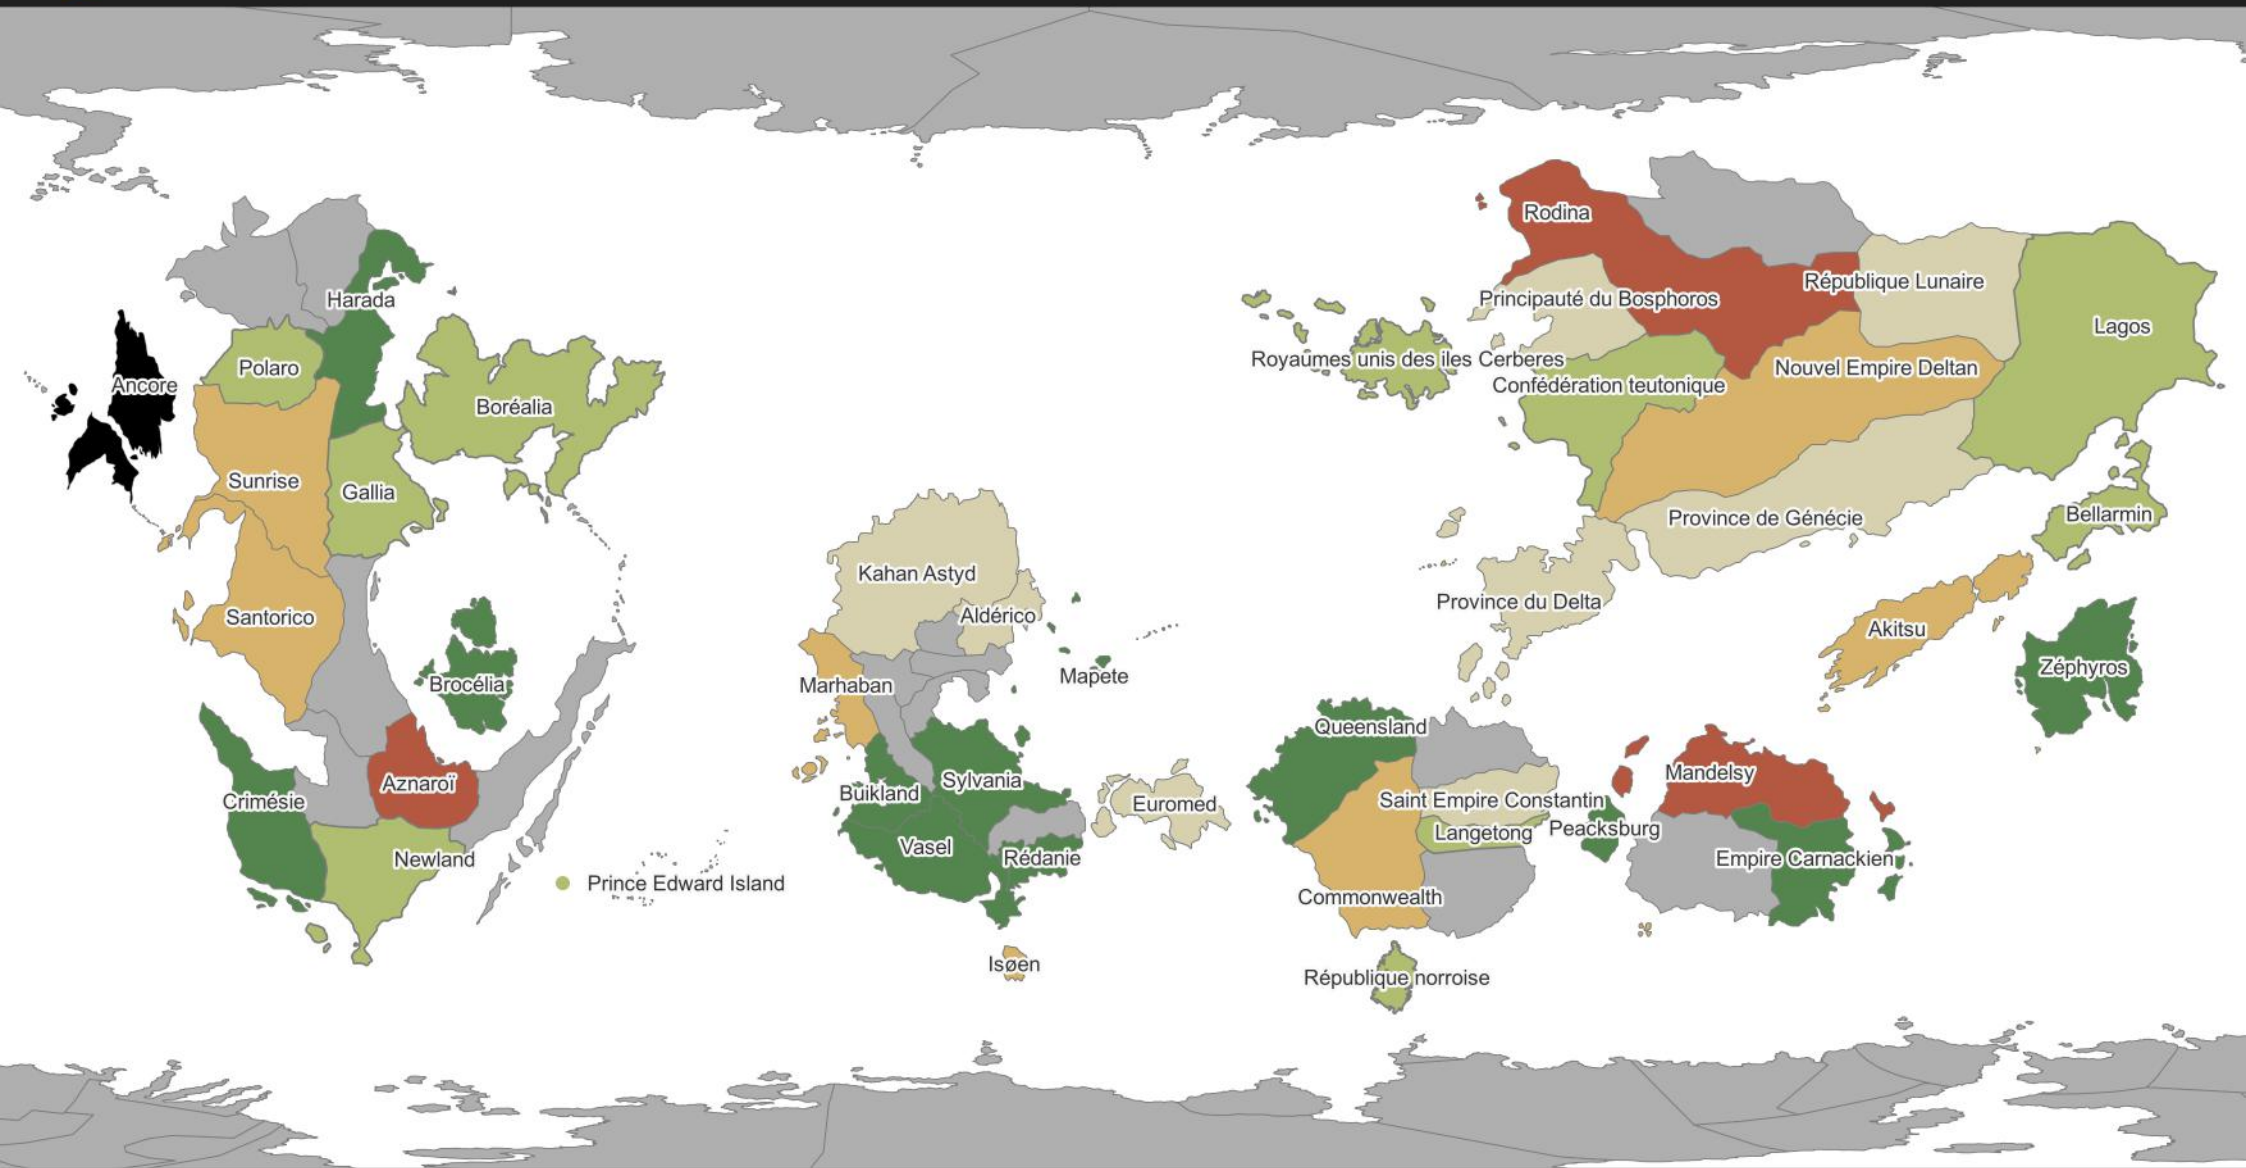 Rodina
République Lunaire
Harada
Principauté du Bosphoros
Lagos
Polaro
Royaumes unis des iles Cerberes
Nouvel Empire Deltan
Ancore
Confédération teutonique
Boréalia
Sunrise
Gallia
Bellarmin
Province de Génécie
Kahan Astyd
Province du Delta
Santorico
Aldérico
Akitsu
Zéphyros
Mapete
Brocélia
Marhaban
Queensland
Mandelsy
Aznaroï
Sylvania
Buikland
Crimésie
Euromed
Saint Empire Constantin
Langetong
Peacksburg
Vasel
Newland
Rédanie
Empire Carnackien
Prince Edward Island
Commonwealth
Isøen
République norroise